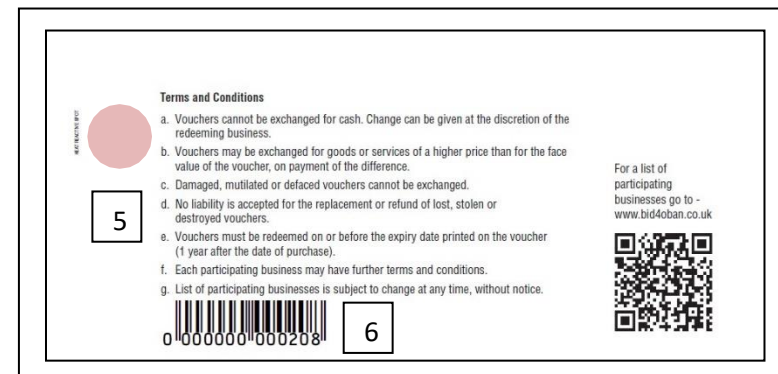 Terms and Conditions
HEAT REACTIVE SPOT
a. Vouchers cannot be exchanged for cash. Change can be given at the discretion of the
redeeming business.
b. Vouchers may be exchanged for goods or services of a higher price than for the face
value of the voucher, on payment of the difference.
c. Damaged, mutilated or defaced vouchers cannot be exchanged.
d. No liability is accepted for the replacement or refund of lost, stolen or
destroyed vouchers.
e. Vouchers must be redeemed on or before the expiry date printed on the voucher
(1 year after the date of purchase).
f. Each participating business may have further terms and conditions.
g. List of participating businesses is subject to change at any time, without notice.
5
0 000000 000208
6
For a list of
participating
businesses go to -
www.bid4oban.co.uk